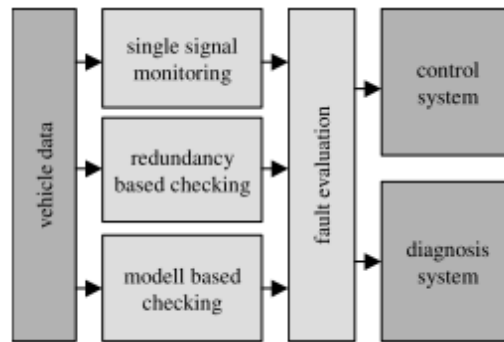 vehicle data
single signal
monitoring
redundancy
based checking
modell based
checking
fault evaluation
control
system
diagnosis
system